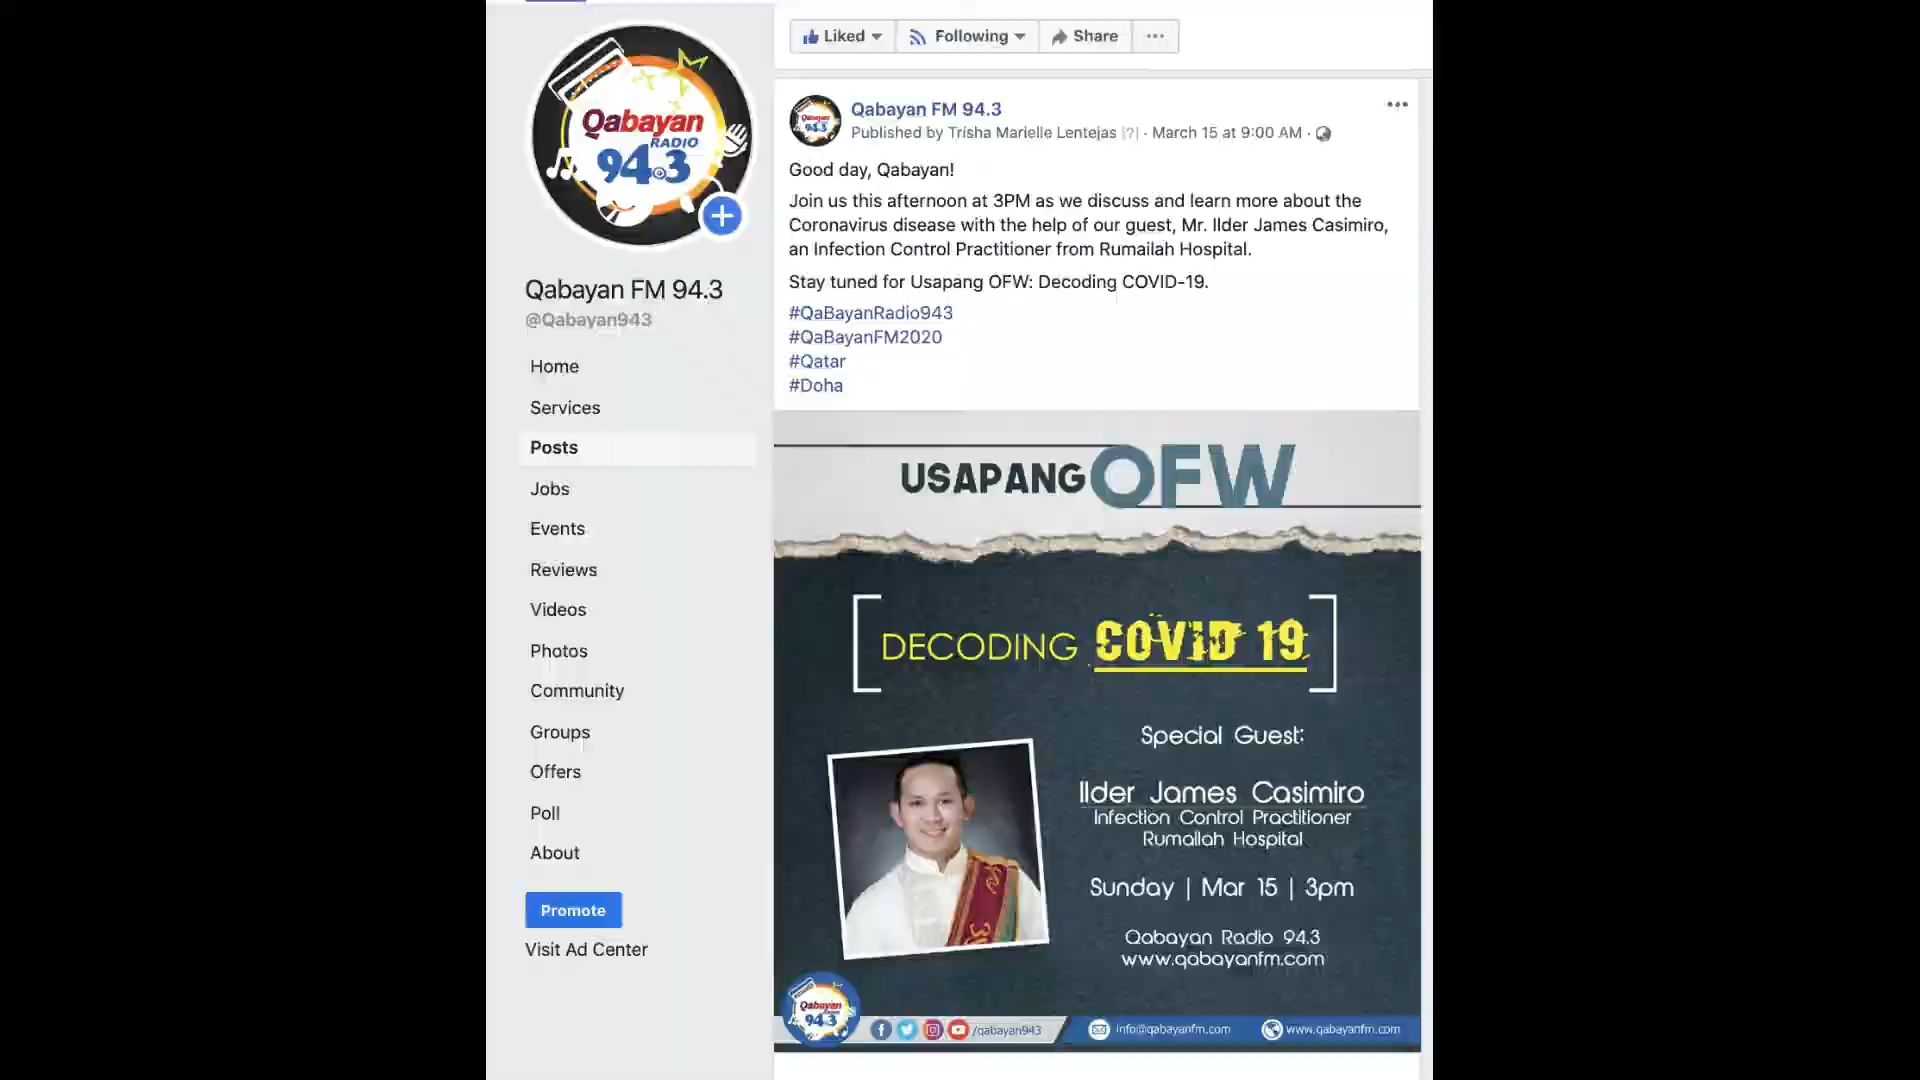 Qabayan
RADIO
94.3
Qabayan FM 94.3
@Qabayan943
Home
Services
Posts
Jobs
Events
Reviews
Videos
Photos
Community
Groups
Offers
Poll
About
Promote
Visit Ad Center
Liked
Following
Share
Qabayan
94.3
Qabayan FM 94.3
Published by Trisha Marielle Lentejas [?] · March 15 at 9:00 AM ·
Good day, Qabayan!
Join us this afternoon at 3PM as we discuss and learn more about the
Coronavirus disease with the help of our guest, Mr. Ilder James Casimiro,
an Infection Control Practitioner from Rumailah Hospital.
Stay tuned for Usapang OFW: Decoding COVID-19.
#QaBayanRadio943
#QaBayanFM2020
#Qatar
#Doha
USAPANG OFW
DECODING COVID 19
Special Guest:
Ilder James Casimiro
Infection Control Practitioner
Rumailah Hospital
Sunday | Mar 15 | 3pm
Qabayan Radio 94.3
www.qabayanfm.com
Qabayan
94.3
/qabayan943
info@qabayanfm.com
www.qabayanfm.com